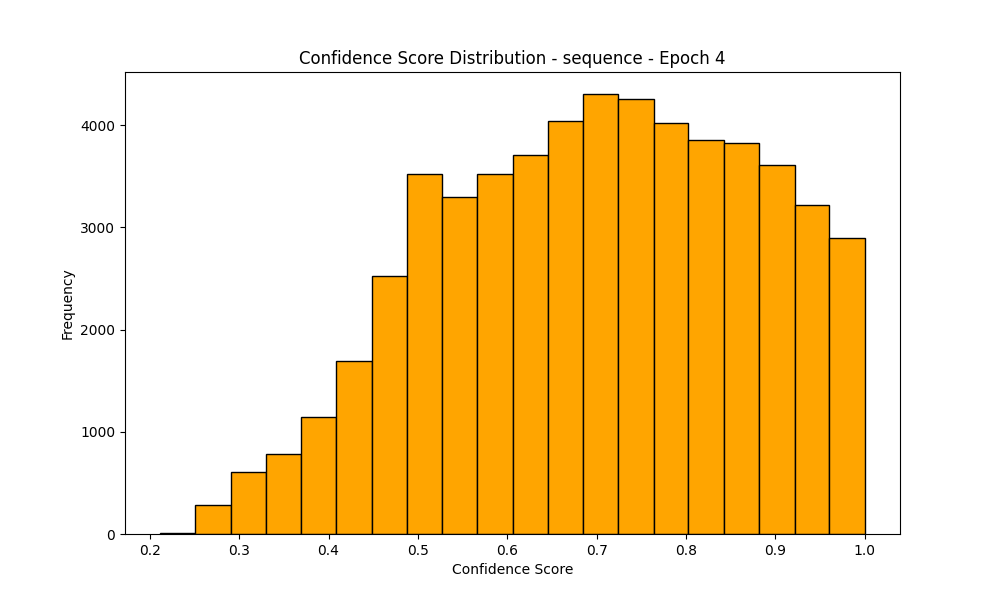 Confidence Score Distribution - sequence - Epoch 4
Frequency
4000
3000
2000
1000
0
0.2 0.3 0.4 0.5 0.6 0.7 0.8 0.9 1.0
Confidence Score